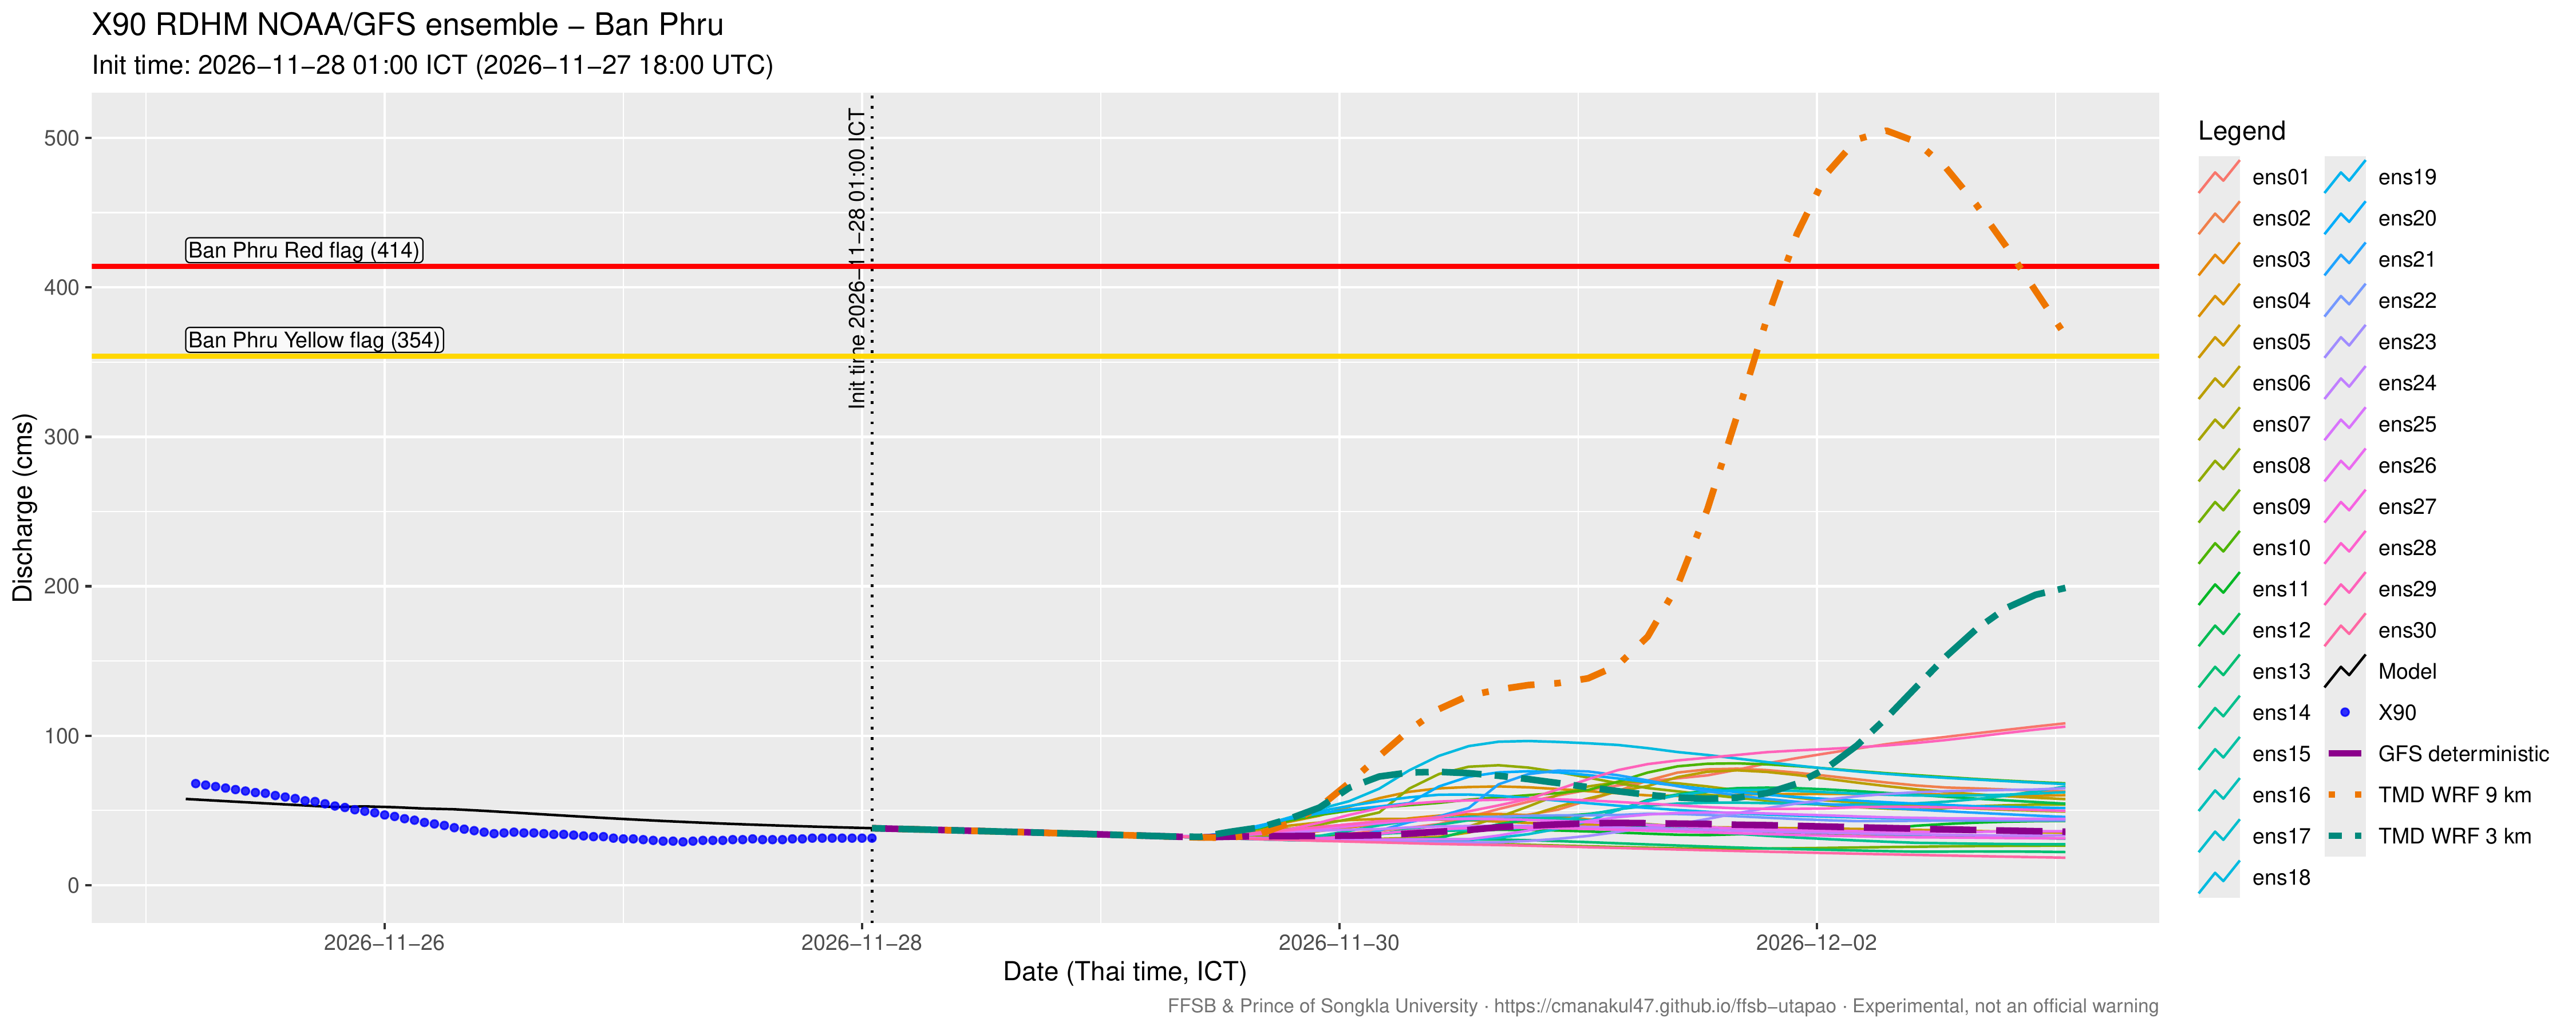 X90 RDHM NOAA/GFS ensemble – Ban Phru
Init time: 2026–11–28 01:00 ICT (2026–11–27 18:00 UTC)
Discharge (cms)
500
400
300
200
100
0
Ban Phru Red flag (414)
Ban Phru Yellow flag (354)
Init time 2026–11–28 01:00 ICT
2026–11–26
2026–11–28
2026–11–30
2026–12–02
Date (Thai time, ICT)
Legend
ens01
ens02
ens03
ens04
ens05
ens06
ens07
ens08
ens09
ens10
ens11
ens12
ens13
ens14
ens15
ens16
ens17
ens18
ens19
ens20
ens21
ens22
ens23
ens24
ens25
ens26
ens27
ens28
ens29
ens30
Model
X90
GFS deterministic
TMD WRF 9 km
TMD WRF 3 km
FFSB & Prince of Songkla University · https://cmanakul47.github.io/ffsb–utapao · Experimental, not an official warning